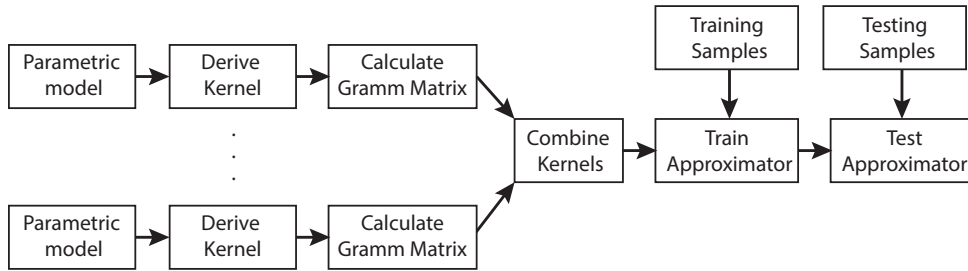 Parametric
model
Derive
Kernel
Calculate
Gramm Matrix
Training
Samples
Testing
Samples
Combine
Kernels
Train
Approximator
Test
Approximator
Parametric
model
Derive
Kernel
Calculate
Gramm Matrix